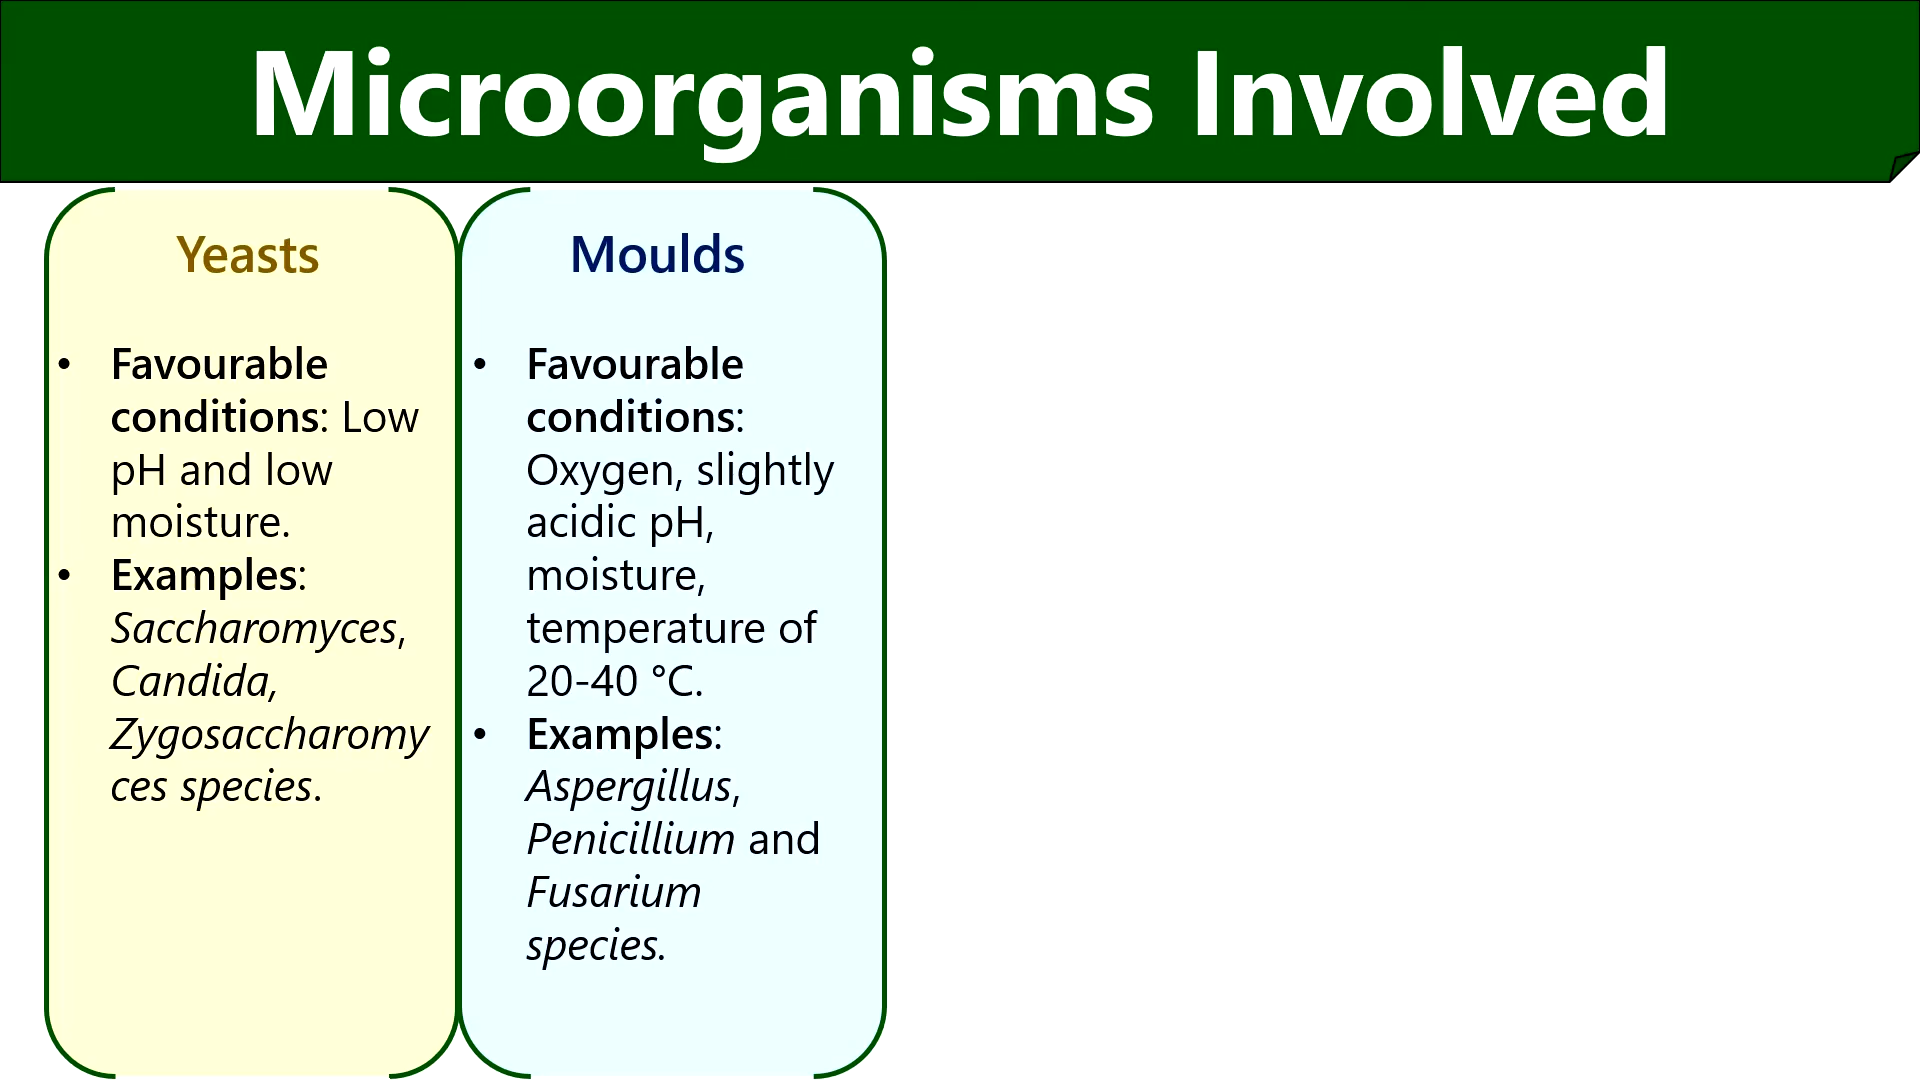 Microorganisms Involved
Yeasts
• Favourable
conditions: Low
pH and low
moisture.
• Examples:
Saccharomyces,
Candida,
Zygosaccharomy
ces species.
Moulds
• Favourable
conditions:
Oxygen, slightly
acidic pH,
moisture,
temperature of
20-40 °C.
• Examples:
Aspergillus,
Penicillium and
Fusarium
species.